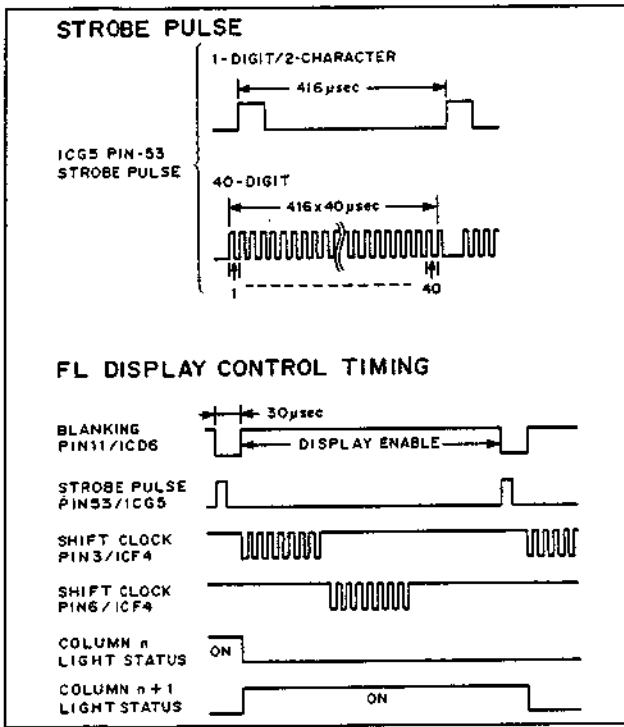 STROBE PULSE
1-DIGIT/2-CHARACTER
416µsec
ICG5 PIN-53
STROBE PULSE
40-DIGIT
416x40µsec
1
40
FL DISPLAY CONTROL TIMING
30µsec
BLANKING
PIN11/ICD6
DISPLAY ENABLE
STROBE PULSE
PIN53/ICG5
SHIFT CLOCK
PIN3/ICF4
SHIFT CLOCK
PIN6/ICF4
COLUMN n
LIGHT STATUS
ON
COLUMN n+1
LIGHT STATUS
ON